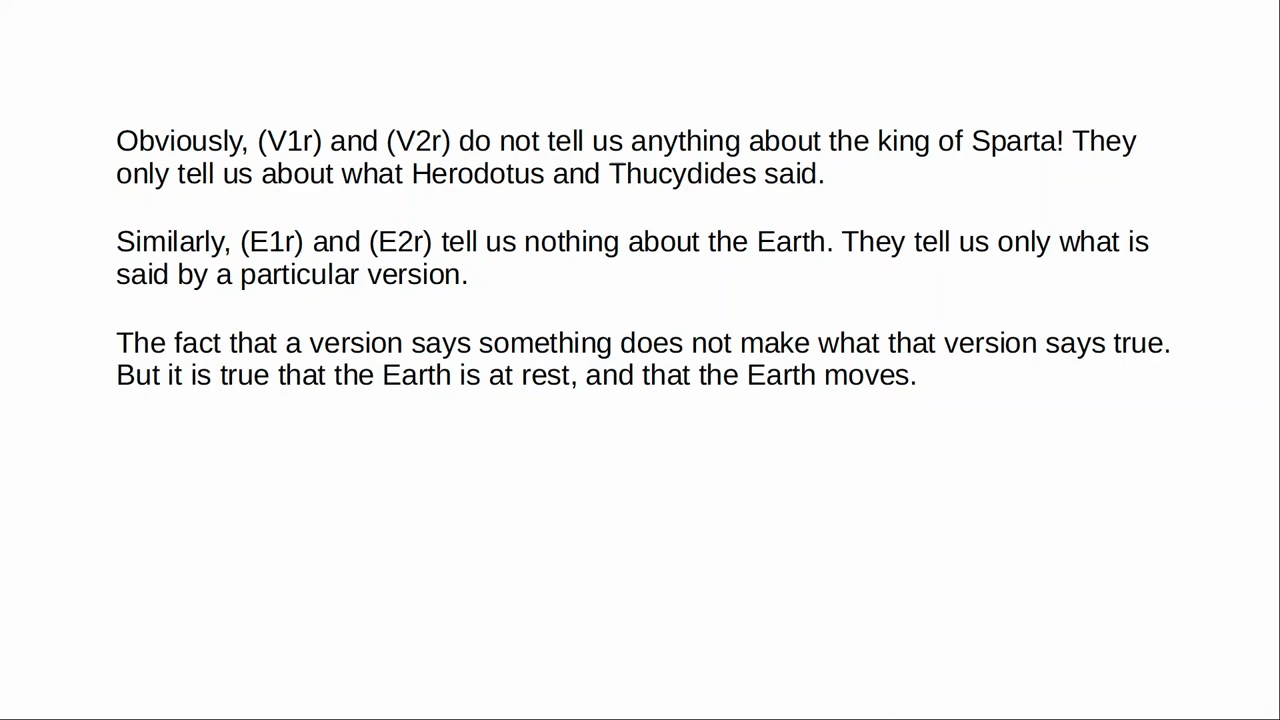 Obviously, (V1r) and (V2r) do not tell us anything about the king of Sparta! They
only tell us about what Herodotus and Thucydides said.
Similarly, (E1r) and (E2r) tell us nothing about the Earth. They tell us only what is
said by a particular version.
The fact that a version says something does not make what that version says true.
But it is true that the Earth is at rest, and that the Earth moves.